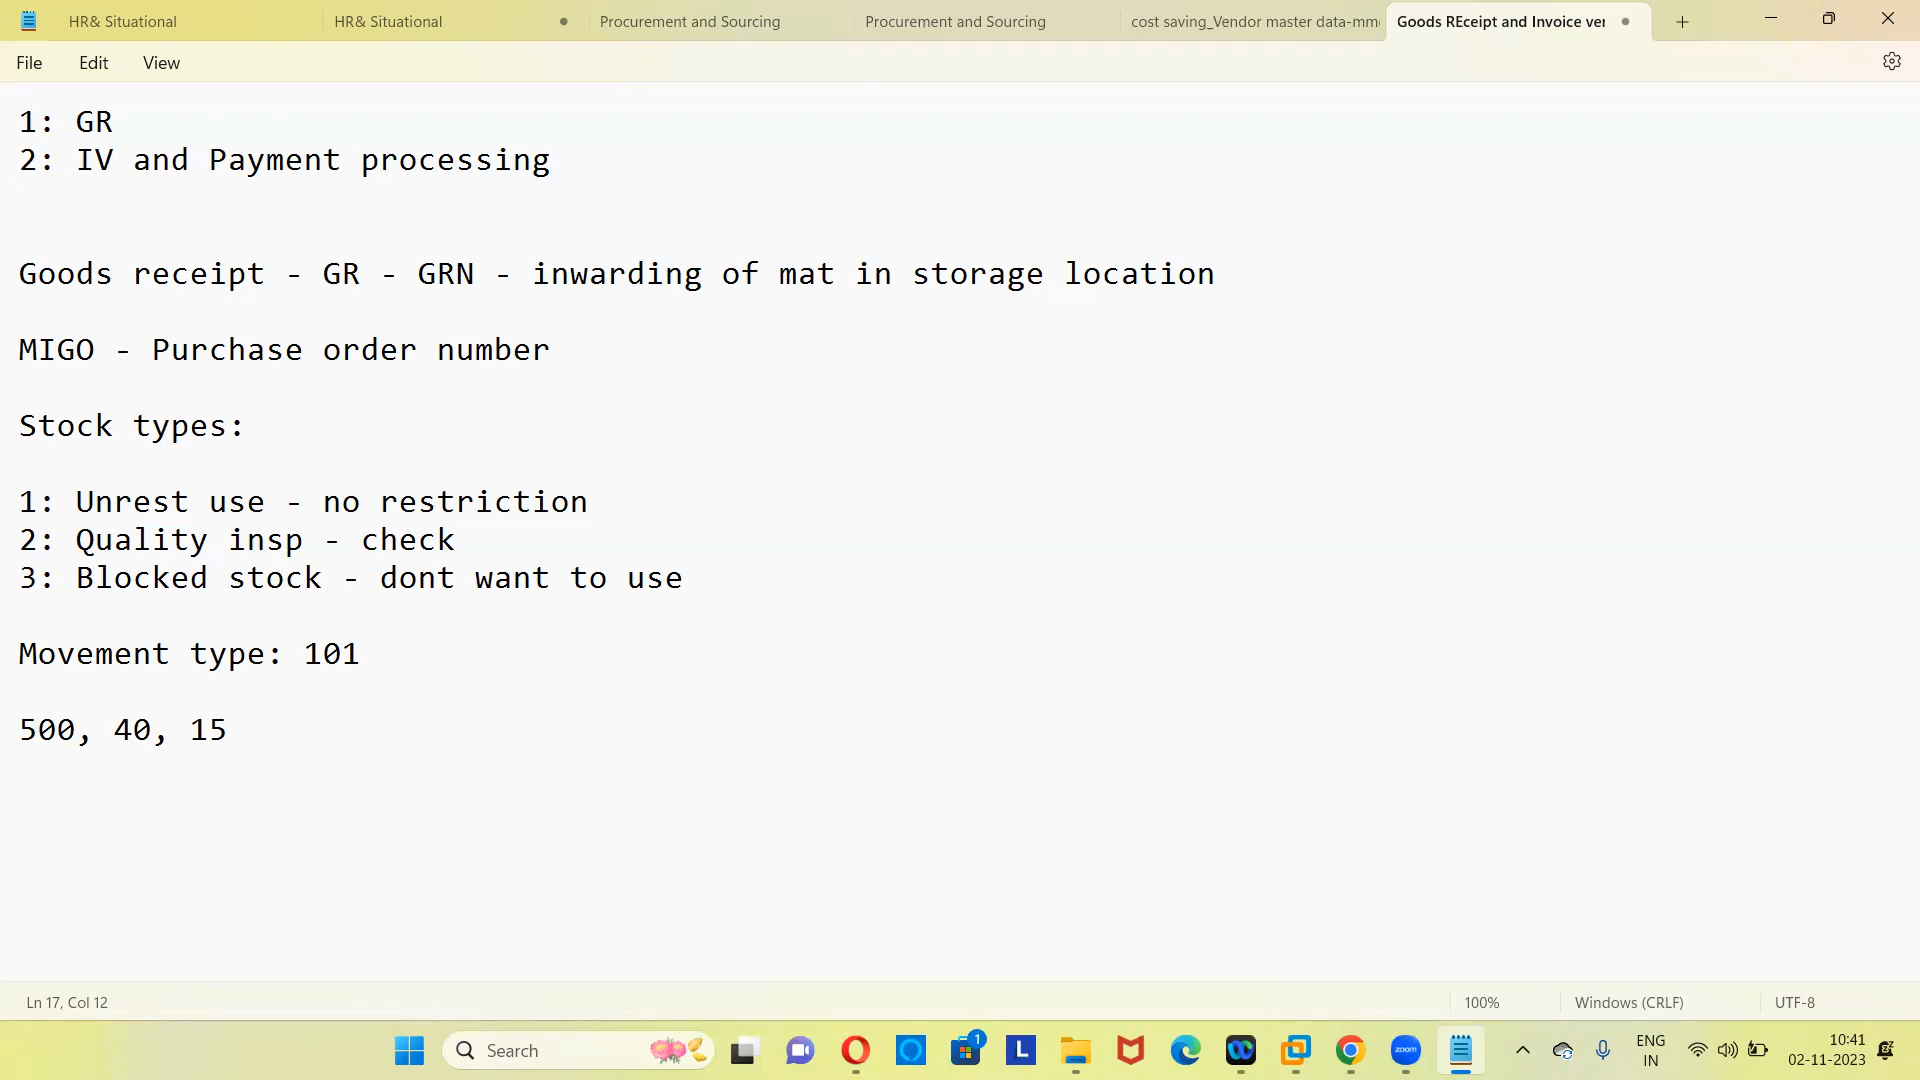 HR& Situational
HR& Situational
Procurement and Sourcing
Procurement and Sourcing
cost saving_Vendor master data-mm
Goods REceipt and Invoice ver
File
Edit
View
1: GR
2: IV and Payment processing
Goods receipt - GR - GRN - inwarding of mat in storage location
MIGO - Purchase order number
Stock types:
1: Unrest use - no restriction
2: Quality insp - check
3: Blocked stock - dont want to use
Movement type: 101
500, 40, 15
Ln 17, Col 12
100%
Windows (CRLF)
UTF-8
Search
1
L
zoom
ENG
IN
10:41
02-11-2023